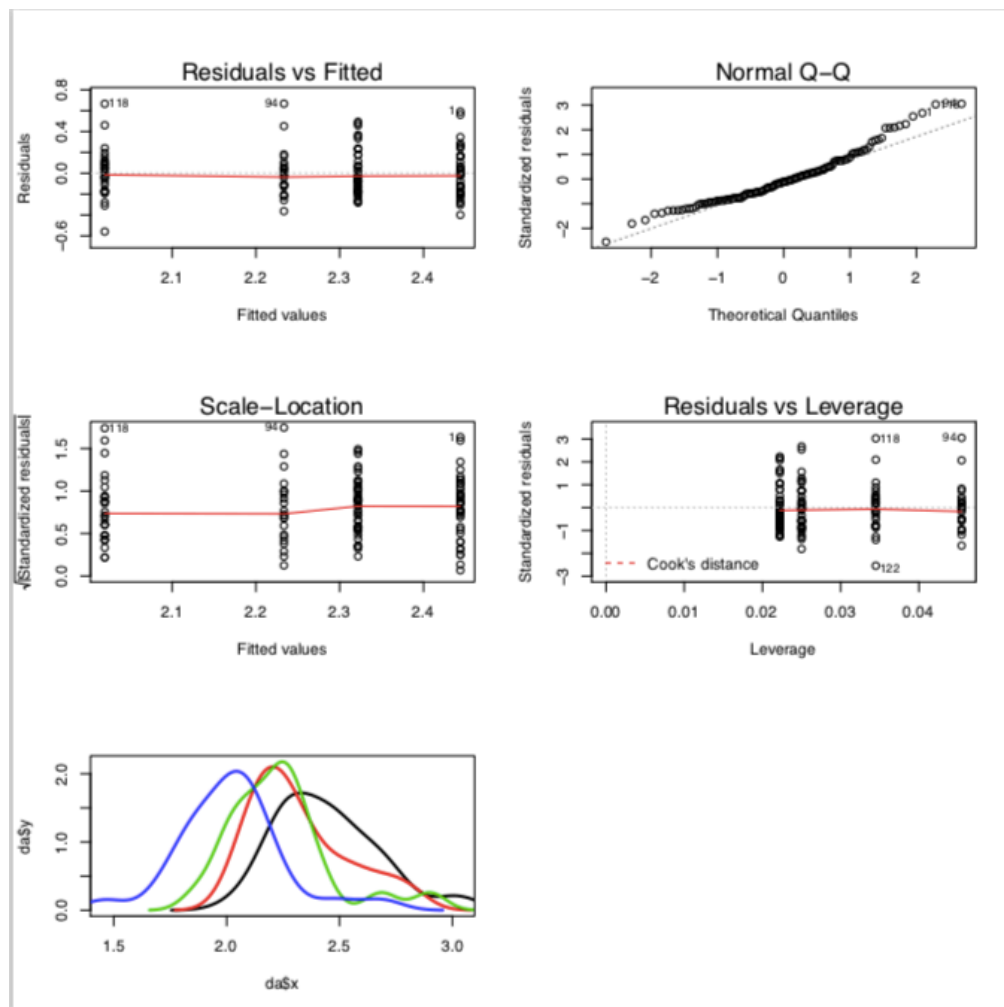 Residuals vs Fitted
Residuals
0.8
0.4
0.0
−0.6
118
94
1
2.1 2.2 2.3 2.4
Fitted values
Normal Q−Q
Standardized residuals
3
2
1
0
−2
1
−2 −1 0 1 2
Theoretical Quantiles
Scale−Location
√|Standardized residuals|
1.5
1.0
0.5
0.0
118
94
1
2.1 2.2 2.3 2.4
Fitted values
Residuals vs Leverage
Standardized residuals
3
2
1
−1
−3
118
94
122
Cook's distance
0.00 0.01 0.02 0.03 0.04
Leverage
da$y
2.0
1.0
0.0
1.5 2.0 2.5 3.0
da$x